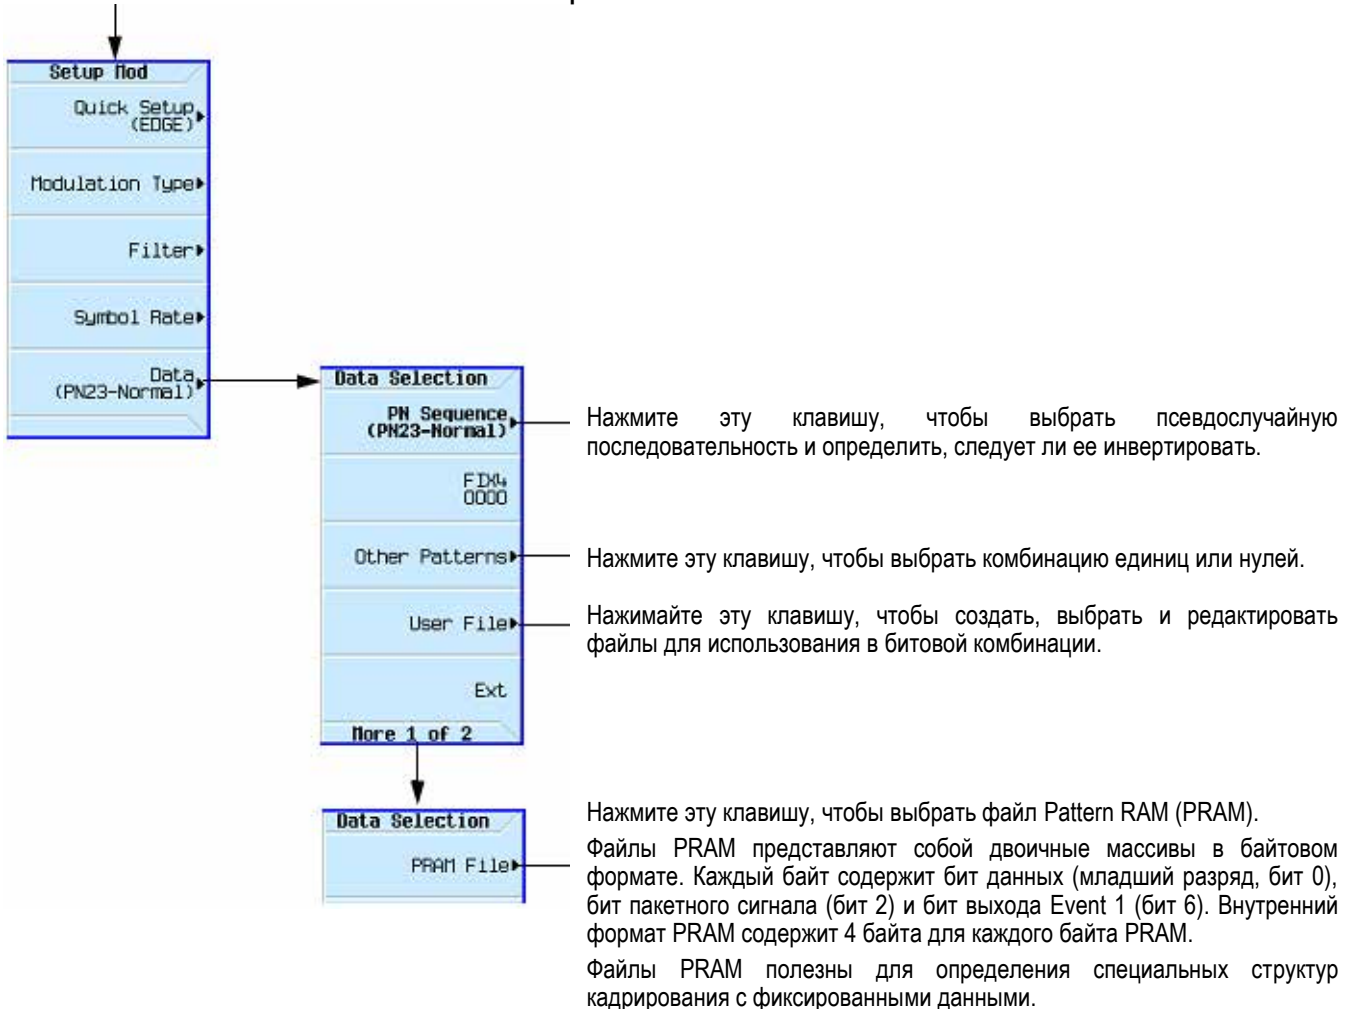 Setup Mod
Quick Setup
(EDGE)
Modulation Type
Filter
Symbol Rate
Data
(PN23-Normal)
Data Selection
PN Sequence
(PN23-Normal)
FIX4
0000
Other Patterns
User File
Ext
More 1 of 2
Data Selection
PRAM File
Нажмите эту клавишу, чтобы выбрать псевдослучайную
последовательность и определить, следует ли ее инвертировать.
Нажмите эту клавишу, чтобы выбрать комбинацию единиц или нулей.
Нажимайте эту клавишу, чтобы создать, выбрать и редактировать
файлы для использования в битовой комбинации.
Нажмите эту клавишу, чтобы выбрать файл Pattern RAM (PRAM).
Файлы PRAM представляют собой двоичные массивы в байтовом
формате. Каждый байт содержит бит данных (младший разряд, бит 0),
бит пакетного сигнала (бит 2) и бит выхода Event 1 (бит 6). Внутренний
формат PRAM содержит 4 байта для каждого байта PRAM.
Файлы PRAM полезны для определения специальных структур
кадрирования с фиксированными данными.